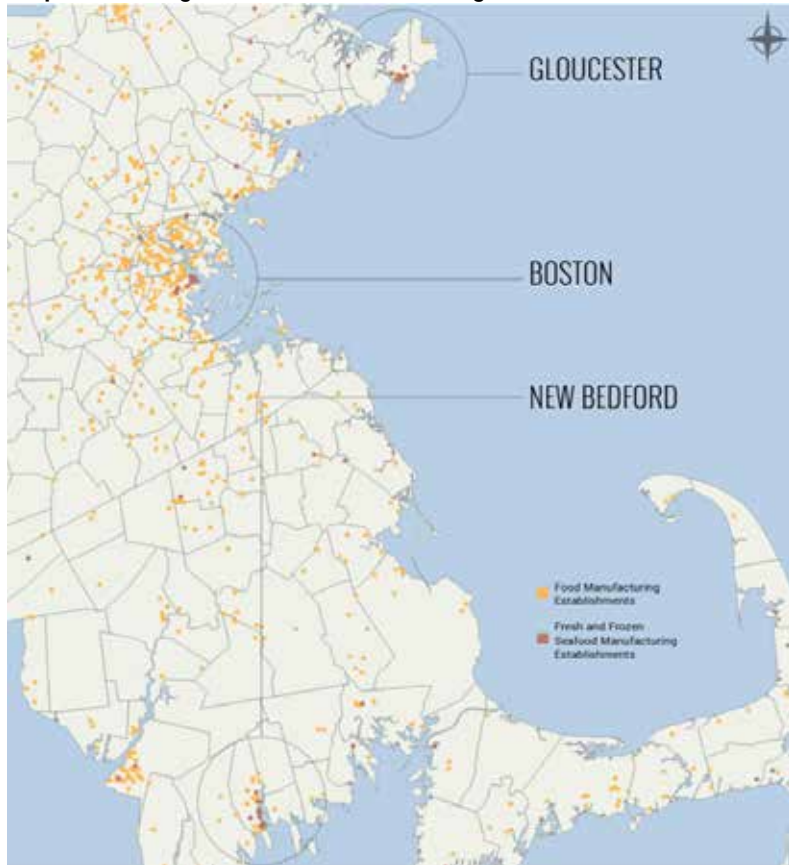 GLOUCESTER
BOSTON
NEW BEDFORD
Food Manufacturing
Establishments
Fresh and Frozen
Seafood Manufacturing
Establishments